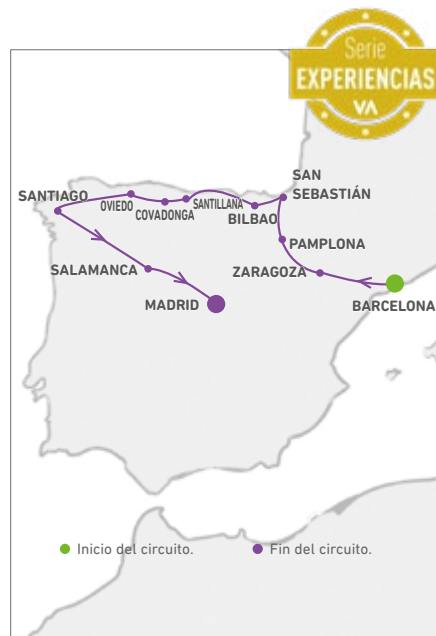 Serie
EXPERIENCIAS
VA
SAN
SEBASTIÁN
SANTIAGO
OVIEDO
COVADONGA
SANTILLANA
BILBAO
PAMPLONA
SALAMANCA
ZARAGOZA
MADRID
BARCELONA
Inicio del circuito.
Fin del circuito.